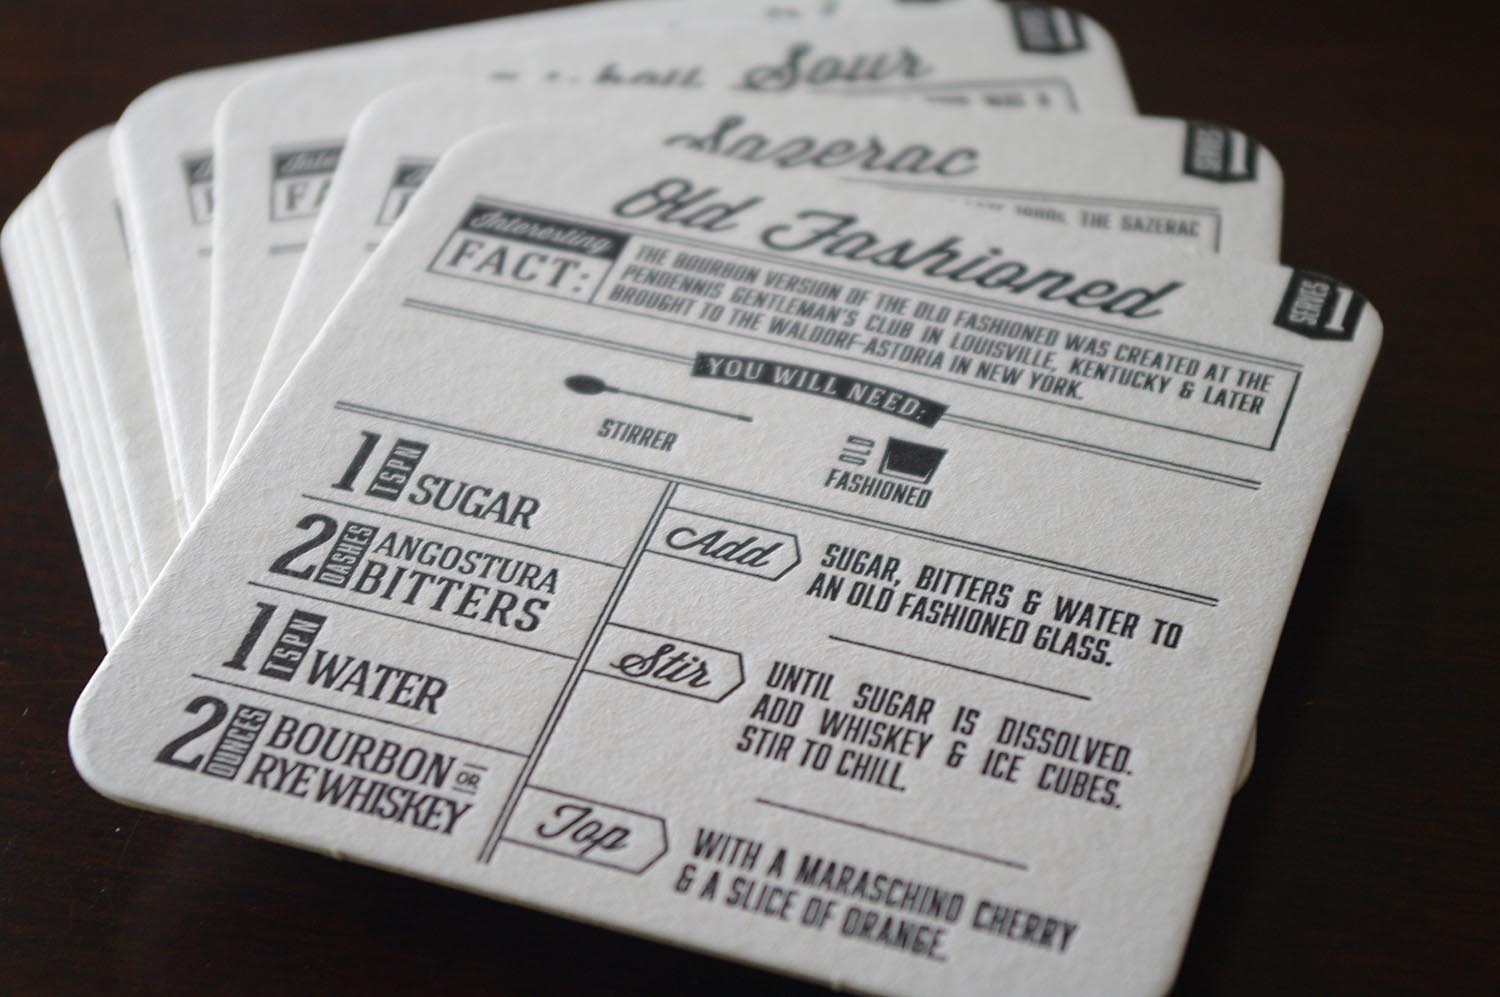 Sour
SERVES 1
Sazerac
THE SAZERAC
SERVES
1
Old Fashioned
Interesting
FACT:
THE BOURBON VERSION OF THE OLD FASHIONED WAS CREATED AT THE
PENDENNIS GENTLEMAN'S CLUB IN LOUISVILLE, KENTUCKY & LATER
BROUGHT TO THE WALDORF-ASTORIA IN NEW YORK.
YOU WILL NEED:
STIRRER
OLD
FASHIONED
1 TSPN SUGAR
2 DASHES ANGOSTURA
BITTERS
1 TSPN WATER
2 OUNCES BOURBON OR
RYE WHISKEY
Add
SUGAR, BITTERS & WATER TO
AN OLD FASHIONED GLASS.
Stir
UNTIL SUGAR IS DISSOLVED.
ADD WHISKEY & ICE CUBES.
STIR TO CHILL.
Top
WITH A MARASCHINO CHERRY
& A SLICE OF ORANGE.